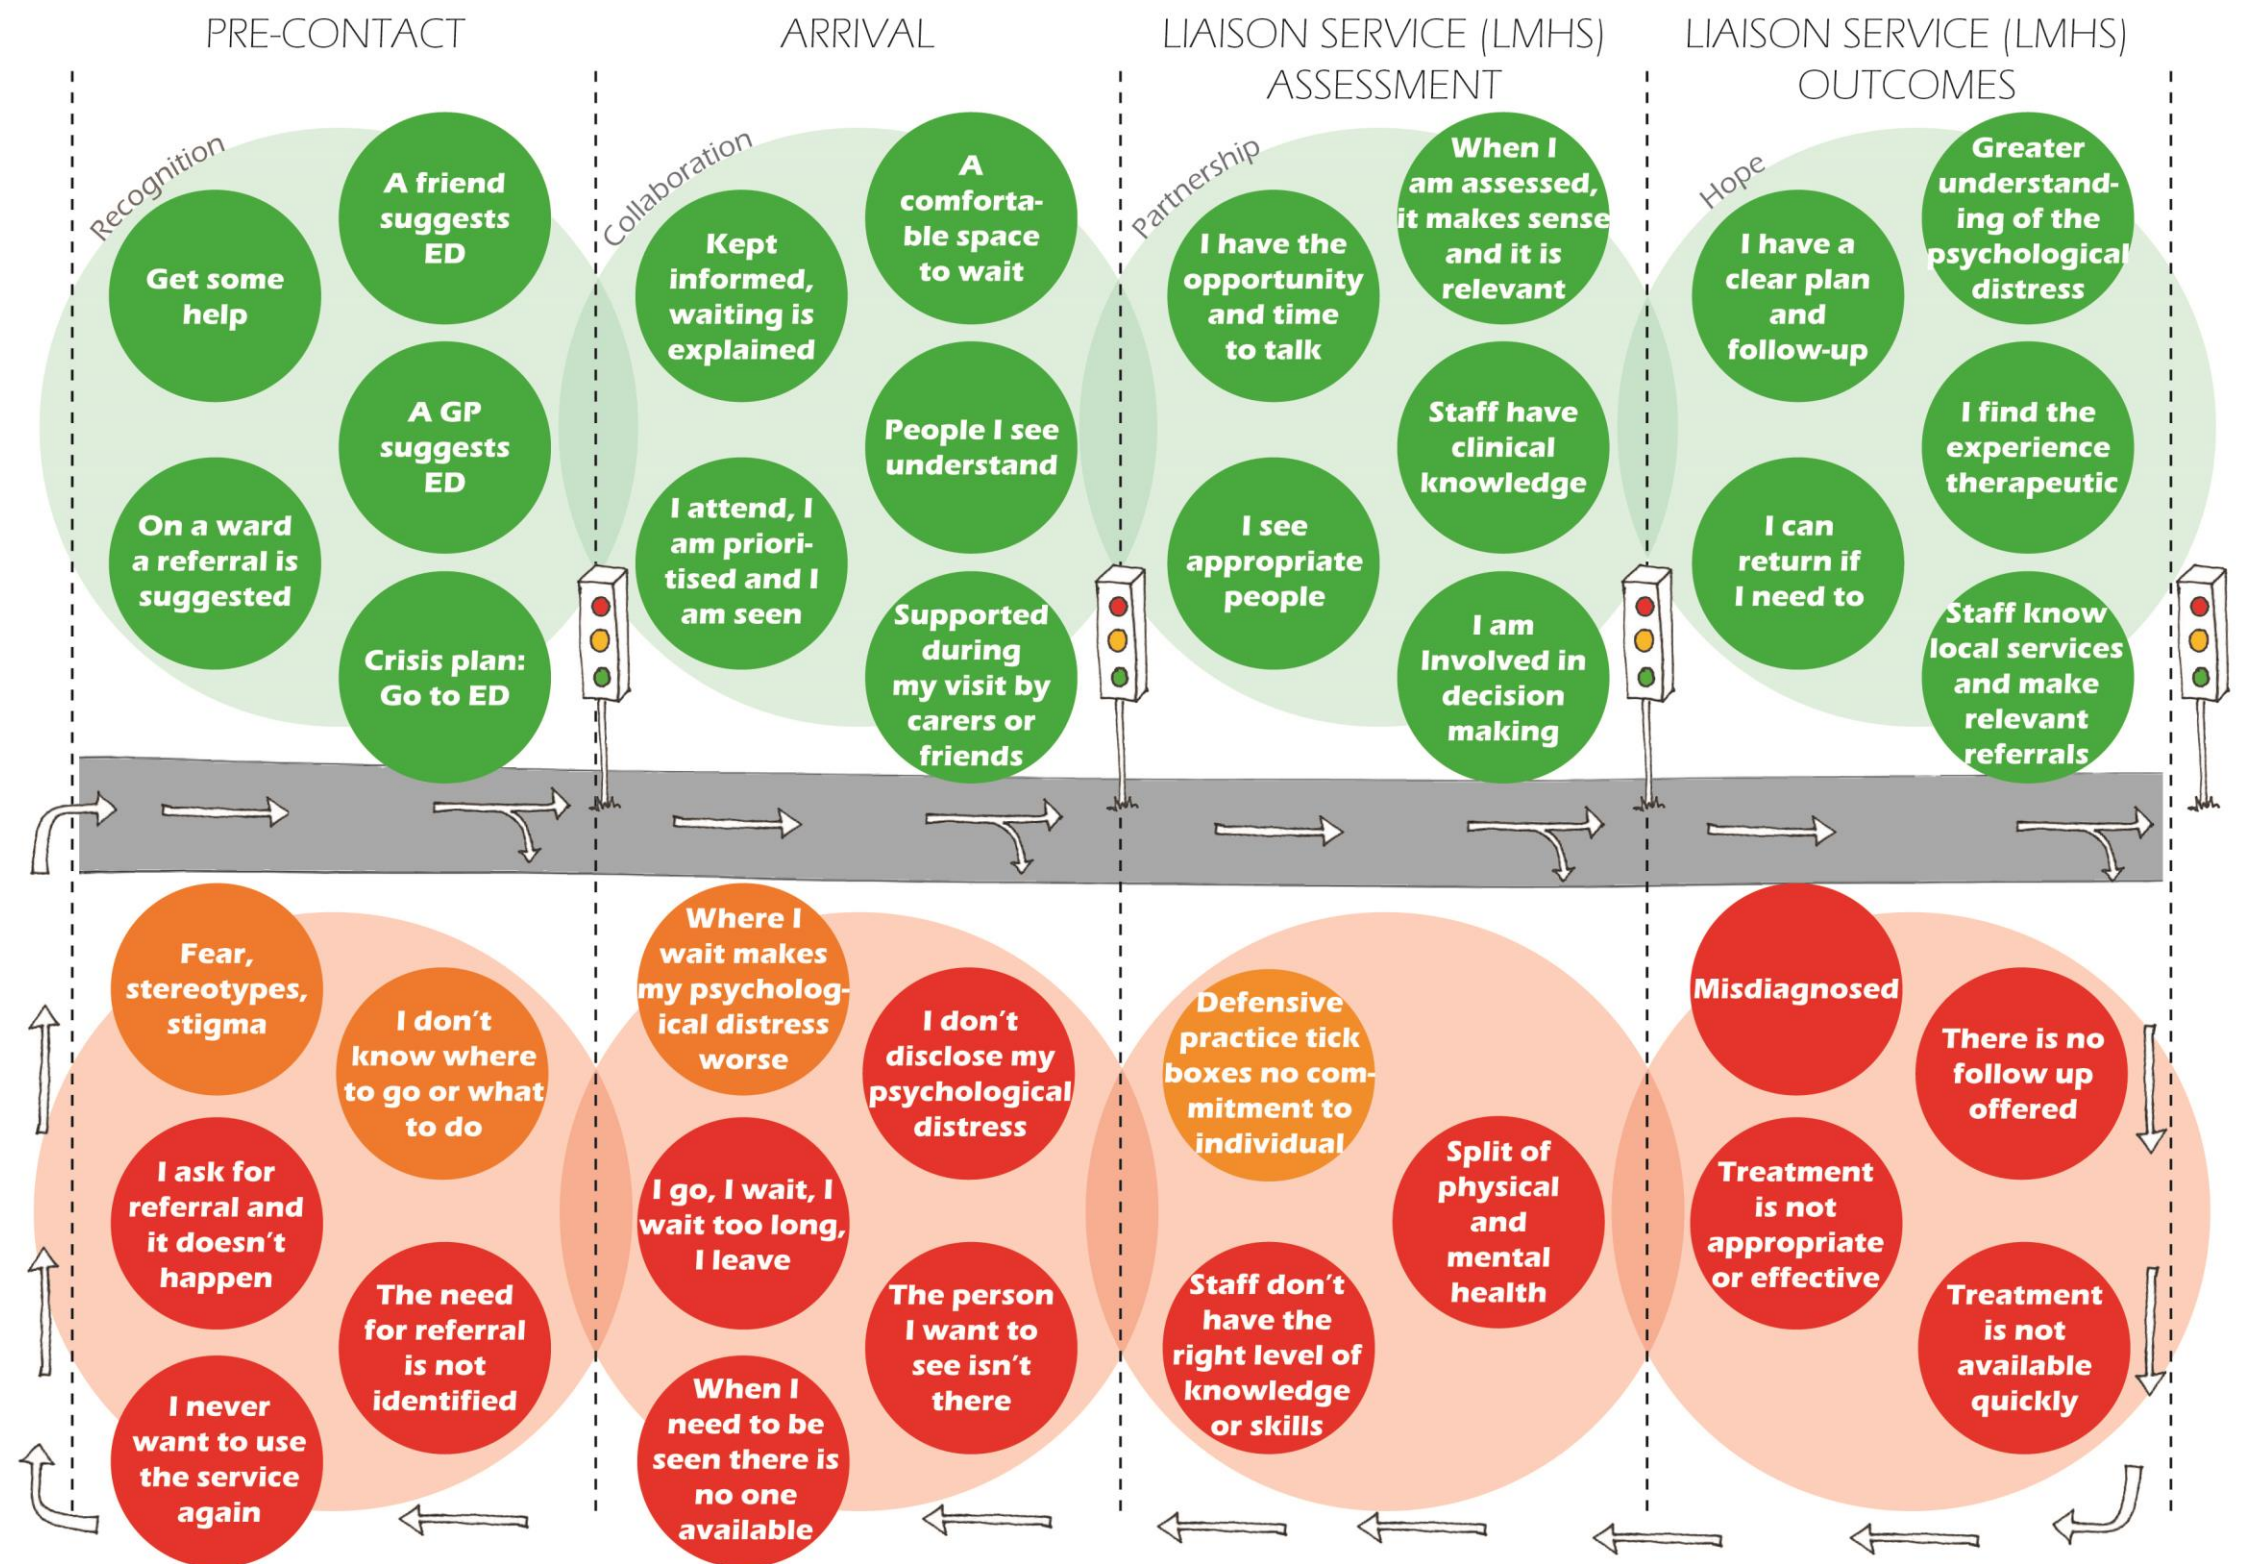 PRE-CONTACT
ARRIVAL
LIAISON SERVICE (LMHS)
ASSESSMENT
LIAISON SERVICE (LMHS)
OUTCOMES
Recognition
Get some
help
A friend
suggests
ED
A GP
suggests
ED
On a ward
a referral is
suggested
Crisis plan:
Go to ED
Collaboration
Kept
informed,
waiting is
explained
A
comforta-
ble space
to wait
People I see
understand
I attend, I
am priori-
tised and I
am seen
Supported
during
my visit by
carers or
friends
Partnership
I have the
opportunity
and time
to talk
When I
am assessed,
it makes sense
and it is
relevant
Staff have
clinical
knowledge
I see
appropriate
people
I am
Involved in
decision
making
Hope
I have a
clear plan
and
follow-up
Greater
understand-
ing of the
psychological
distress
I find the
experience
therapeutic
I can
return if
I need to
Staff know
local services
and make
relevant
referrals
Fear,
stereotypes,
stigma
I don't
know where
to go or what
to do
I ask for
referral and
it doesn't
happen
The need
for referral
is not
identified
I never
want to use
the service
again
Where I
wait makes
my psycholog-
ical distress
worse
I don't
disclose my
psychological
distress
I go, I wait, I
wait too long,
I leave
The person
I want to
see isn't
there
When I
need to be
seen there is
no one
available
Defensive
practice tick
boxes no com-
mitment to
individual
Split of
physical
and
mental
health
Staff don't
have the
right level of
knowledge
or skills
Misdiagnosed
There is no
follow up
offered
Treatment
is not
appropriate
or effective
Treatment
is not
available
quickly